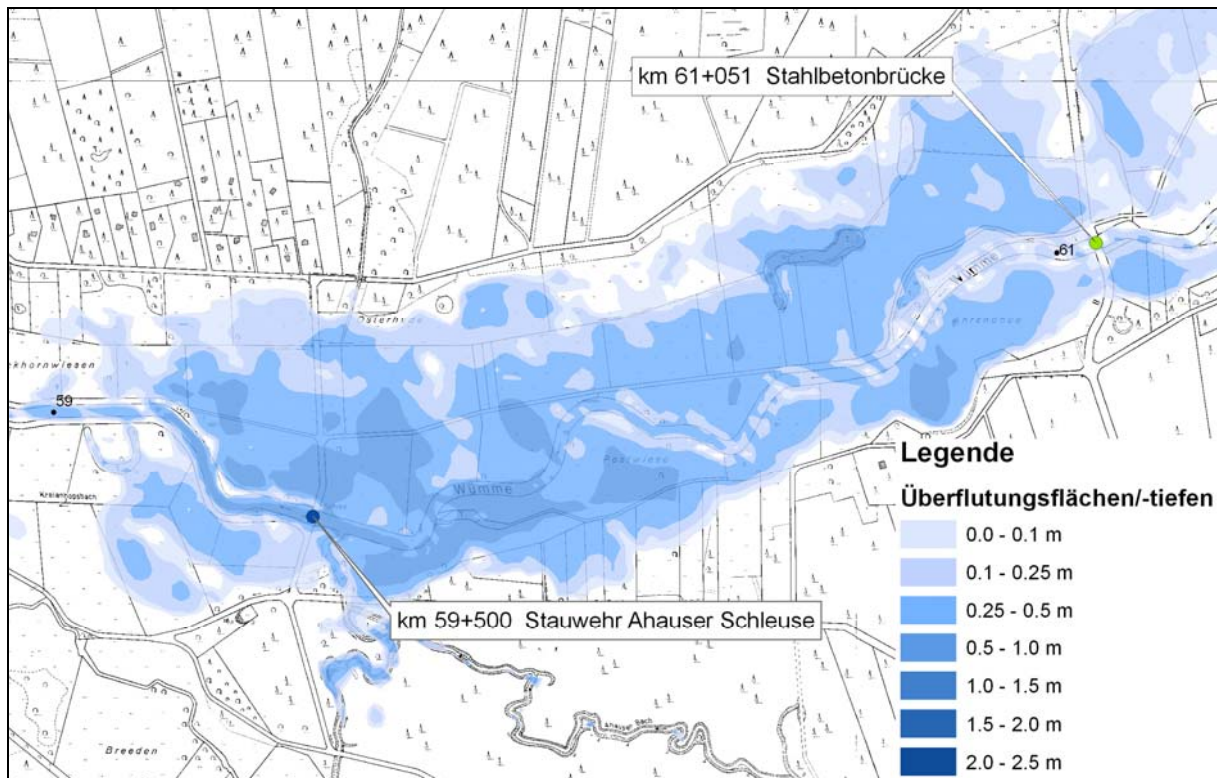 km 61+051 Stahlbetonbrücke
61
Wümme
59
Wümme
km 59+500 Stauwehr Ahauser Schleuse
Ahauser Bach
Breeden
Legende
Überflutungsflächen/-tiefen
0.0 - 0.1 m
0.1 - 0.25 m
0.25 - 0.5 m
0.5 - 1.0 m
1.0 - 1.5 m
1.5 - 2.0 m
2.0 - 2.5 m